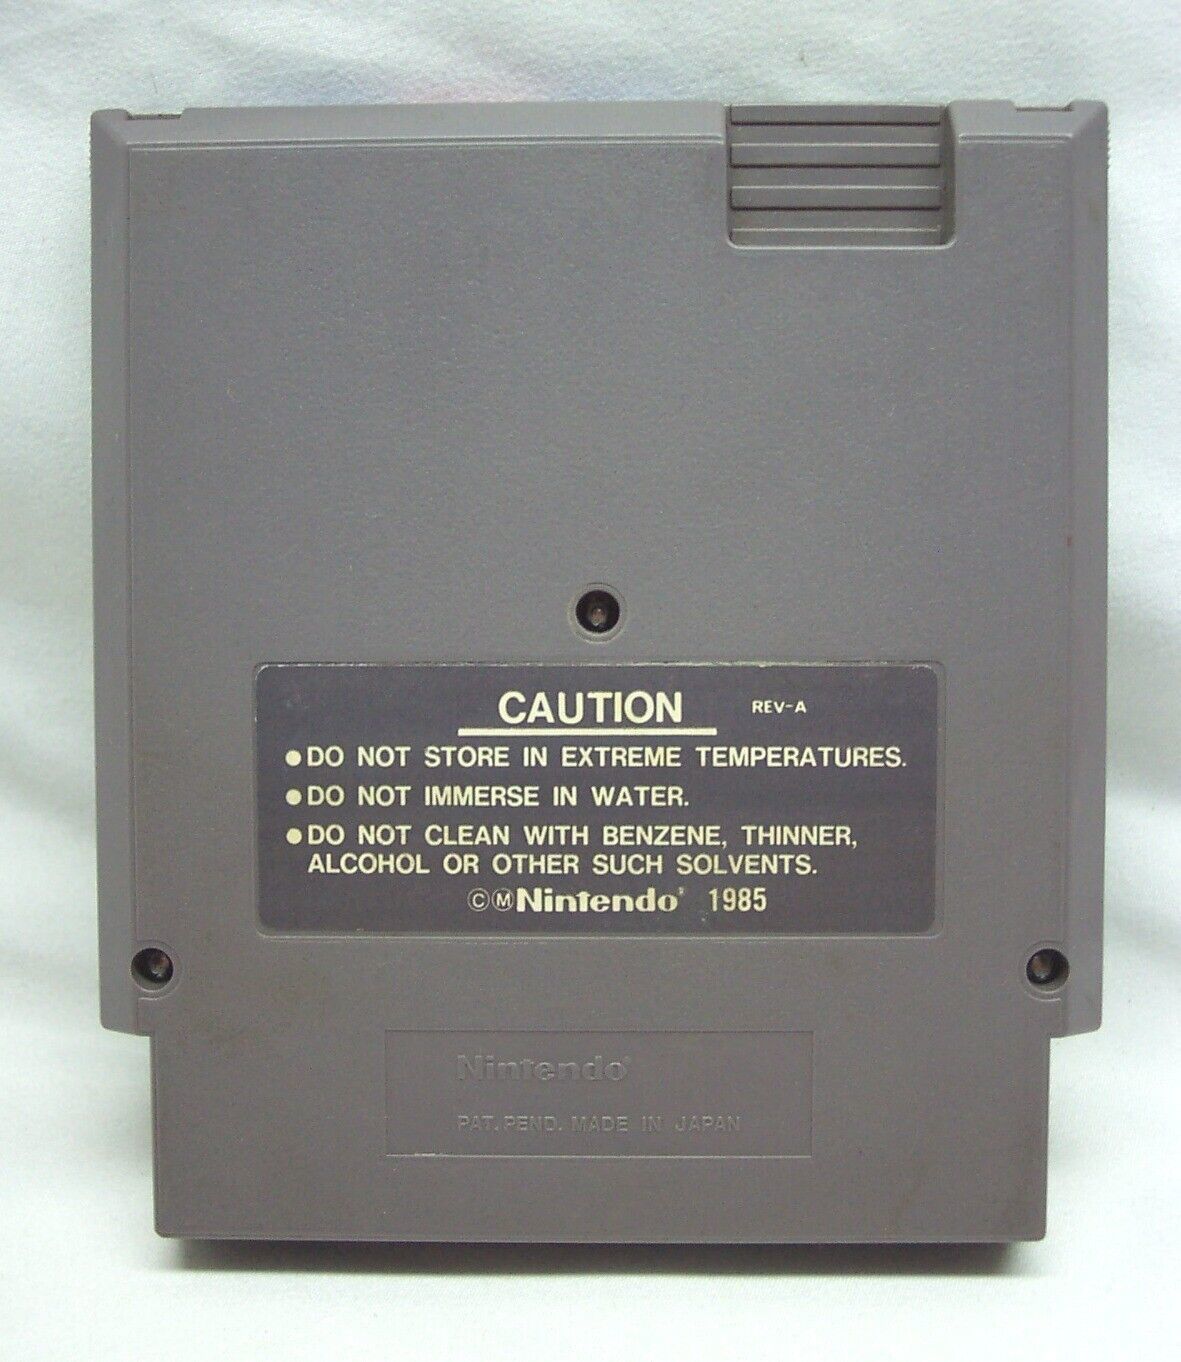 CAUTION REV-A
●DO NOT STORE IN EXTREME TEMPERATURES.
●DO NOT IMMERSE IN WATER.
●DO NOT CLEAN WITH BENZENE, THINNER,
ALCOHOL OR OTHER SUCH SOLVENTS.
ⒸⓂNintendo® 1985
Nintendo®
PAT. PEND. MADE IN JAPAN